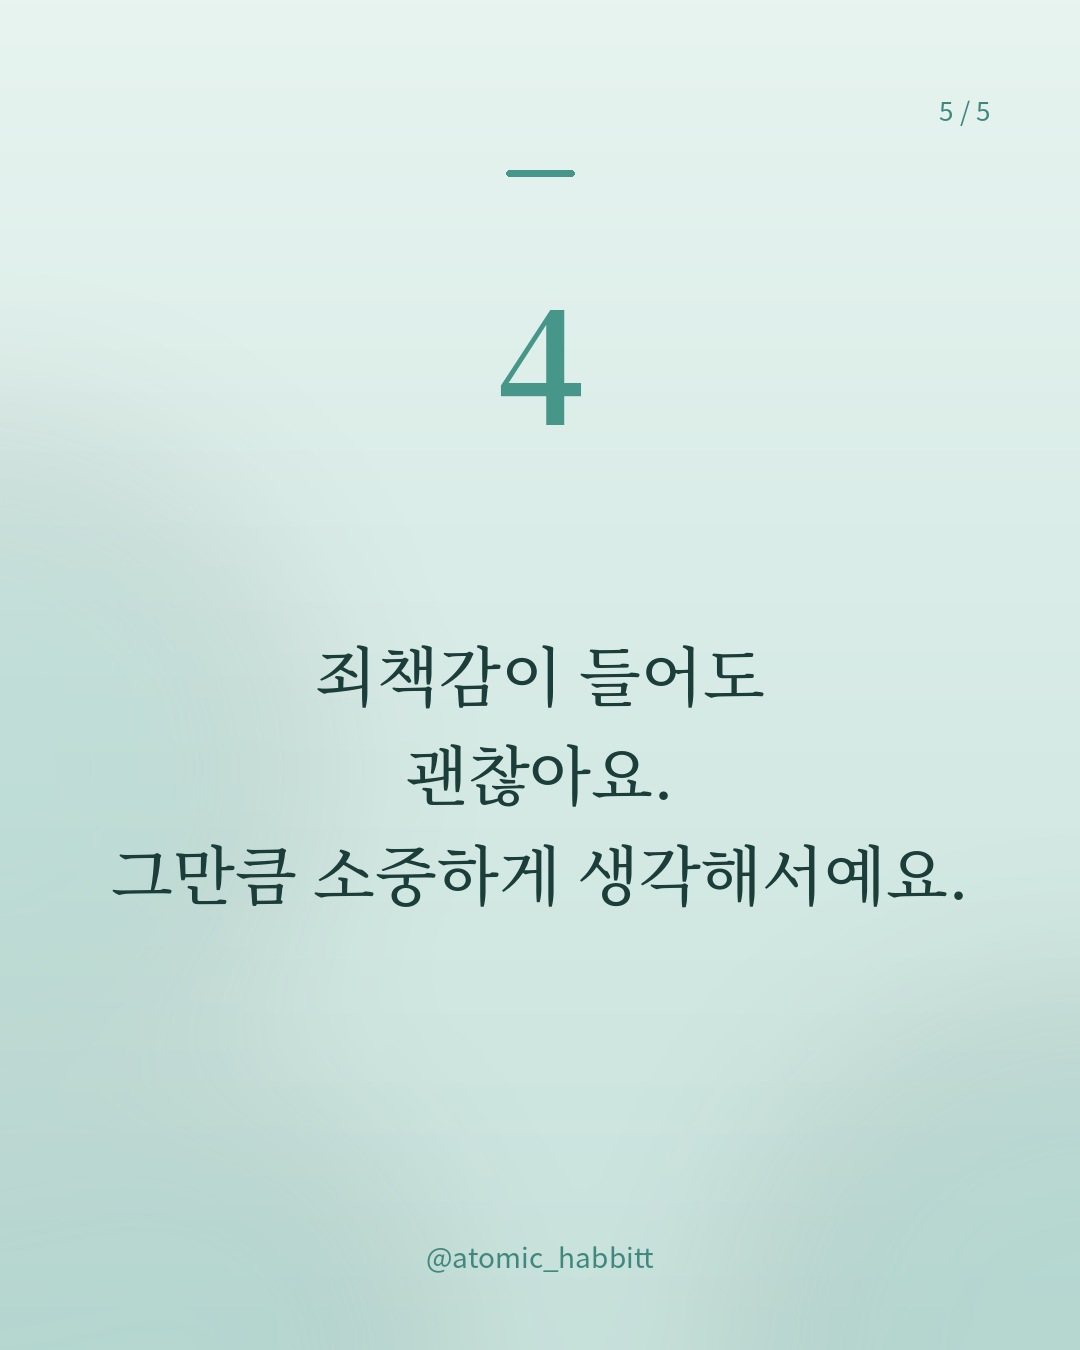 5 / 5
4
죄책감이 들어도
괜찮아요.
그만큼 소중하게 생각해서예요.
@atomic_habbitt